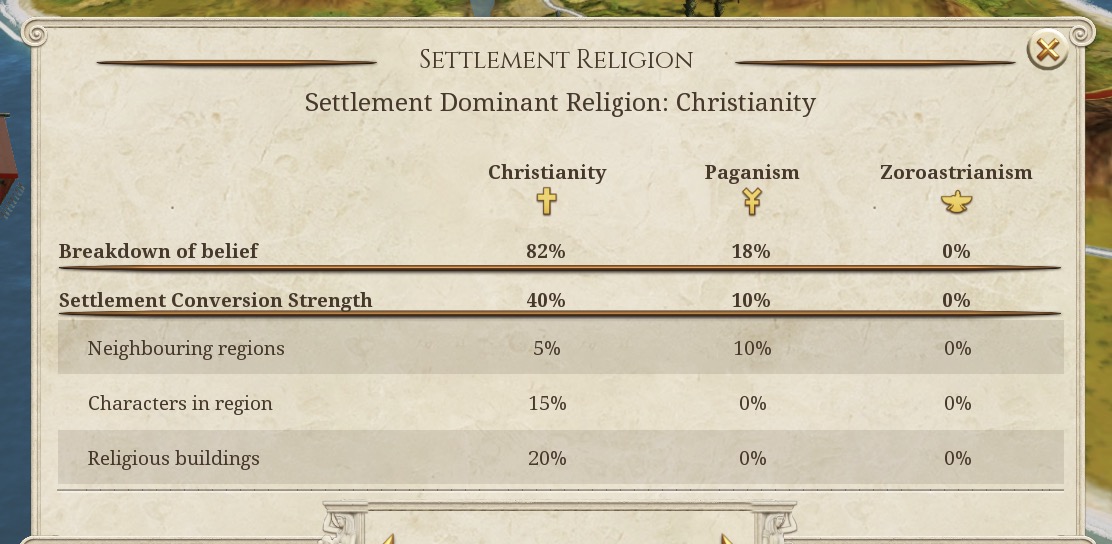 Settlement Religion
Settlement Dominant Religion: Christianity
Christianity Paganism Zoroastrianism
Breakdown of belief 82% 18% 0%
Settlement Conversion Strength 40% 10% 0%
Neighbouring regions 5% 10% 0%
Characters in region 15% 0% 0%
Religious buildings 20% 0% 0%